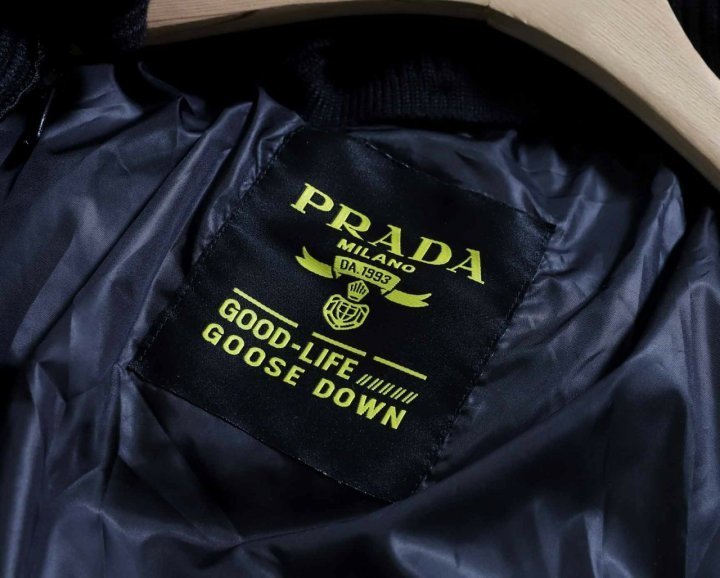 PRADA
MILANO
DA.1993
GOOD-LIFE
GOOSE DOWN